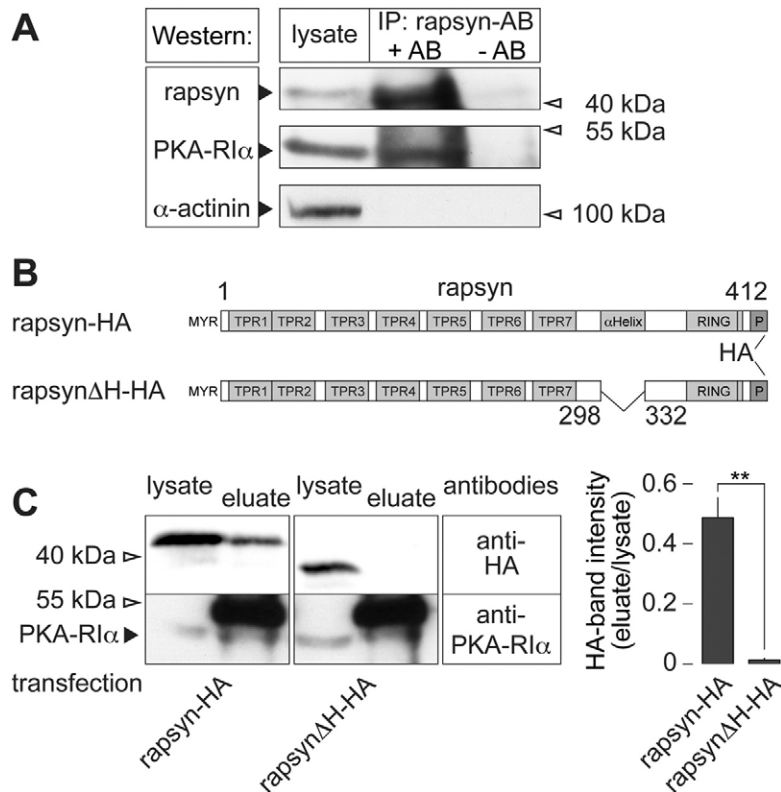 A
Western:
lysate
IP: rapsyn-AB
+ AB - AB
rapsyn
40 kDa
55 kDa
PKA-RIα
α-actinin
100 kDa
B
1 rapsyn 412
rapsyn-HA MYR TPR1 TPR2 TPR3 TPR4 TPR5 TPR6 TPR7 αHelix RING P
HA
rapsynΔH-HA MYR TPR1 TPR2 TPR3 TPR4 TPR5 TPR6 TPR7 RING P
298 332
C
lysate eluate lysate eluate antibodies
40 kDa
anti-
HA
55 kDa
PKA-RIα
anti-
PKA-RIα
transfection
rapsyn-HA
rapsynΔH-HA
HA-band intensity
(eluate/lysate)
0.6
0.4
0.2
0
**
rapsyn-HA
rapsynΔH-HA